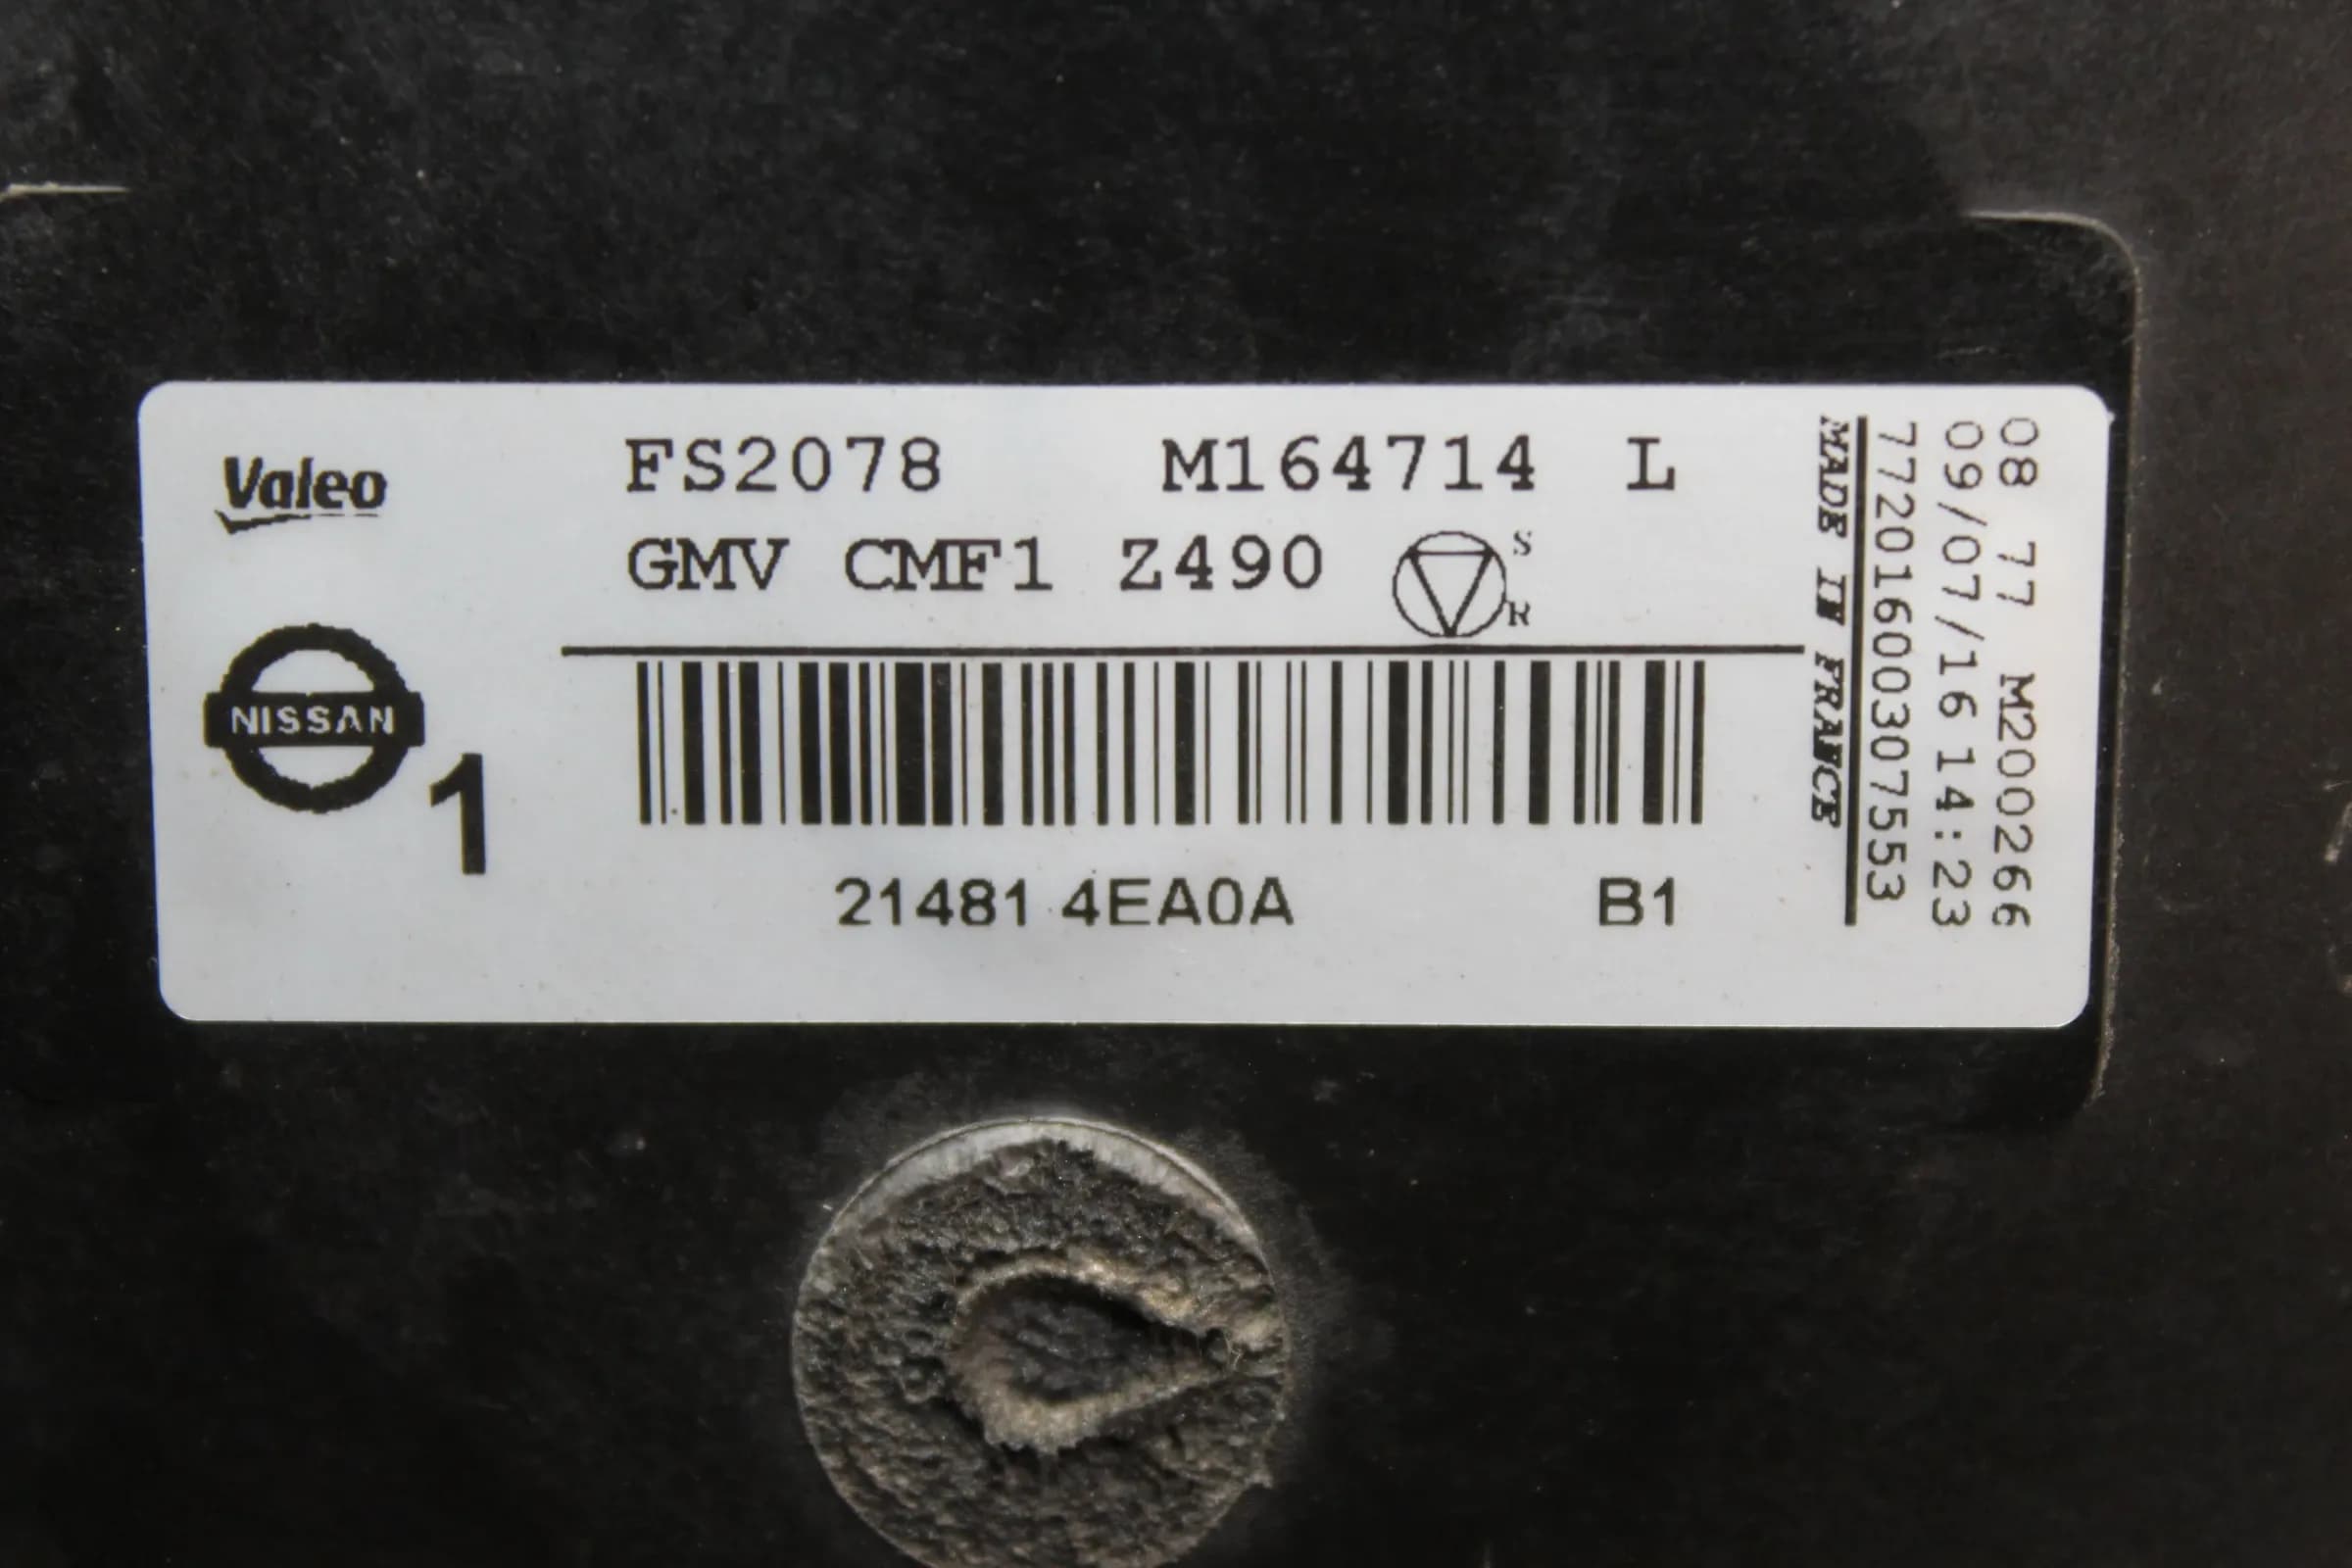 Valeo
FS2078 M164714 L
GMV CMF1 Z490
S
R
NISSAN
1
21481 4EA0A B1
MADE IN FRANCE
77201600307553
09/07/16 14:23
08 77 M2000266